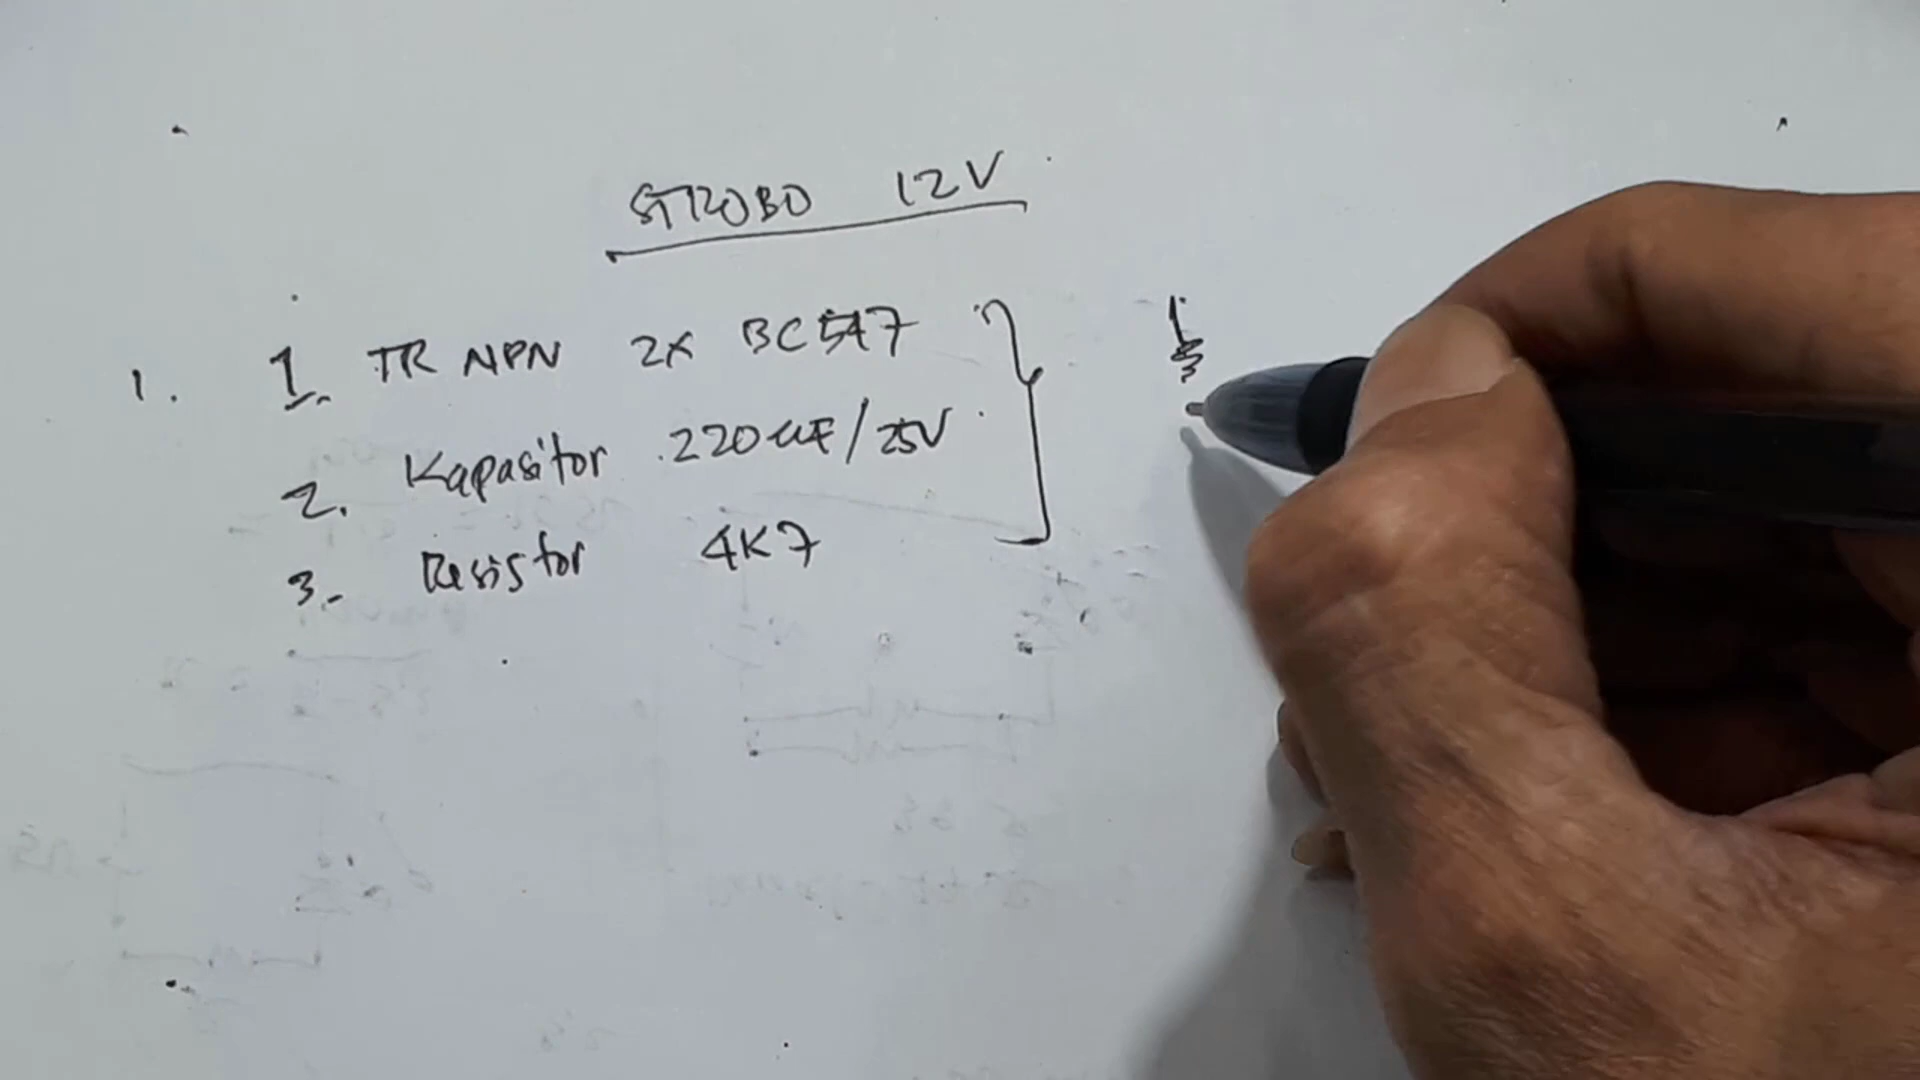 STROBO 12V
1. 1. TR NPN 2X BC547
2. Kapasitor 220uF/25V
3. Resistor 4K7